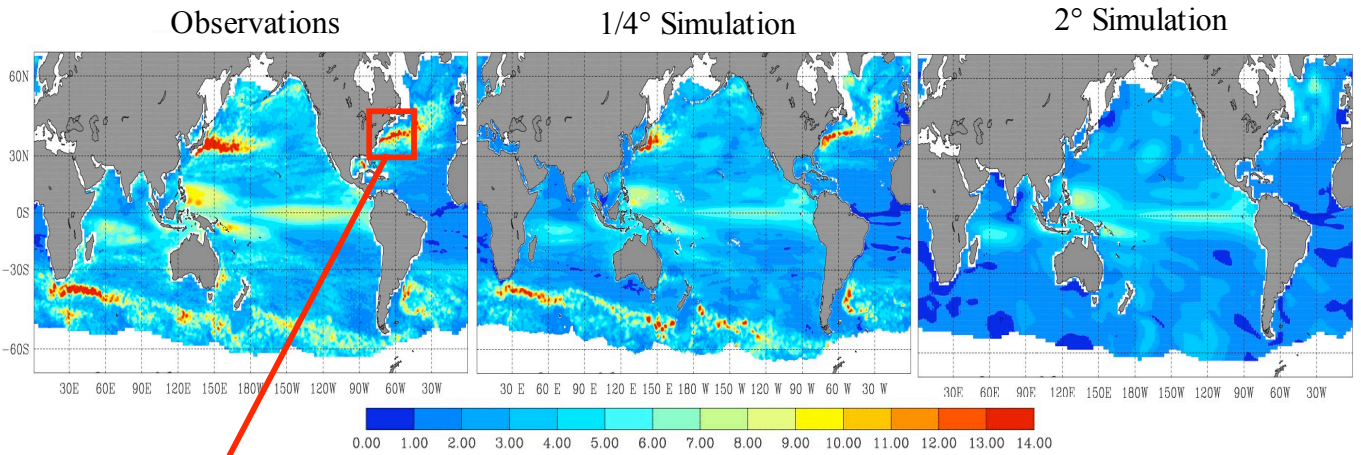 Observations 1/4° Simulation 2° Simulation
60N
30N
0S
-30S
-60S
30E 60E 90E 120E 150E 180 150W 120W 90W 60W 30W
30 E 60 E 90 E 120 E 150 E 180 W 150 W 120 W 90 W 60 W 30 W
30E 60E 90E 120E 150E 180 150W 120W 90W 60W 30W
0.00 1.00 2.00 3.00 4.00 5.00 6.00 7.00 8.00 9.00 10.00 11.00 12.00 13.00 14.00